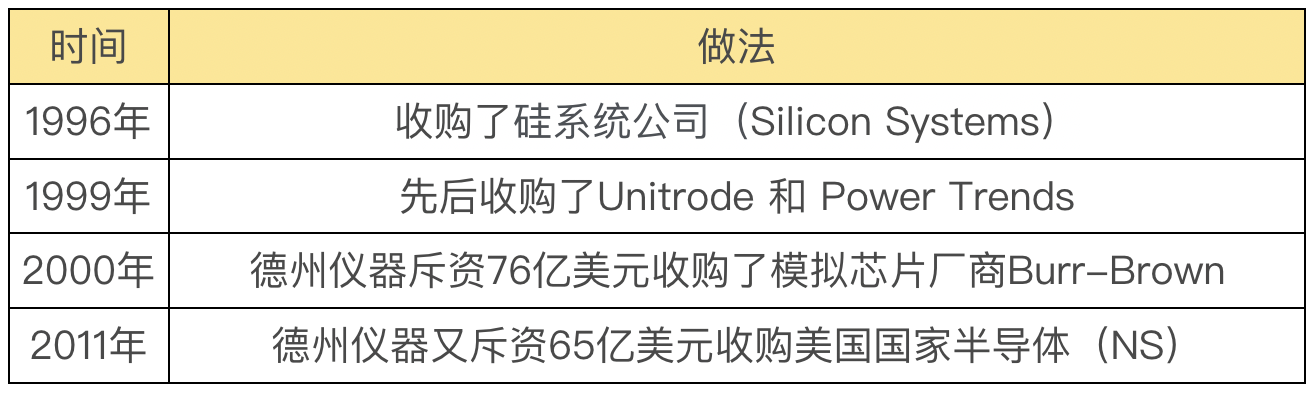 时间 做法
1996年 收购了硅系统公司（Silicon Systems）
1999年 先后收购了Unitrode 和 Power Trends
2000年 德州仪器斥资76亿美元收购了模拟芯片厂商Burr-Brown
2011年 德州仪器又斥资65亿美元收购美国国家半导体（NS）